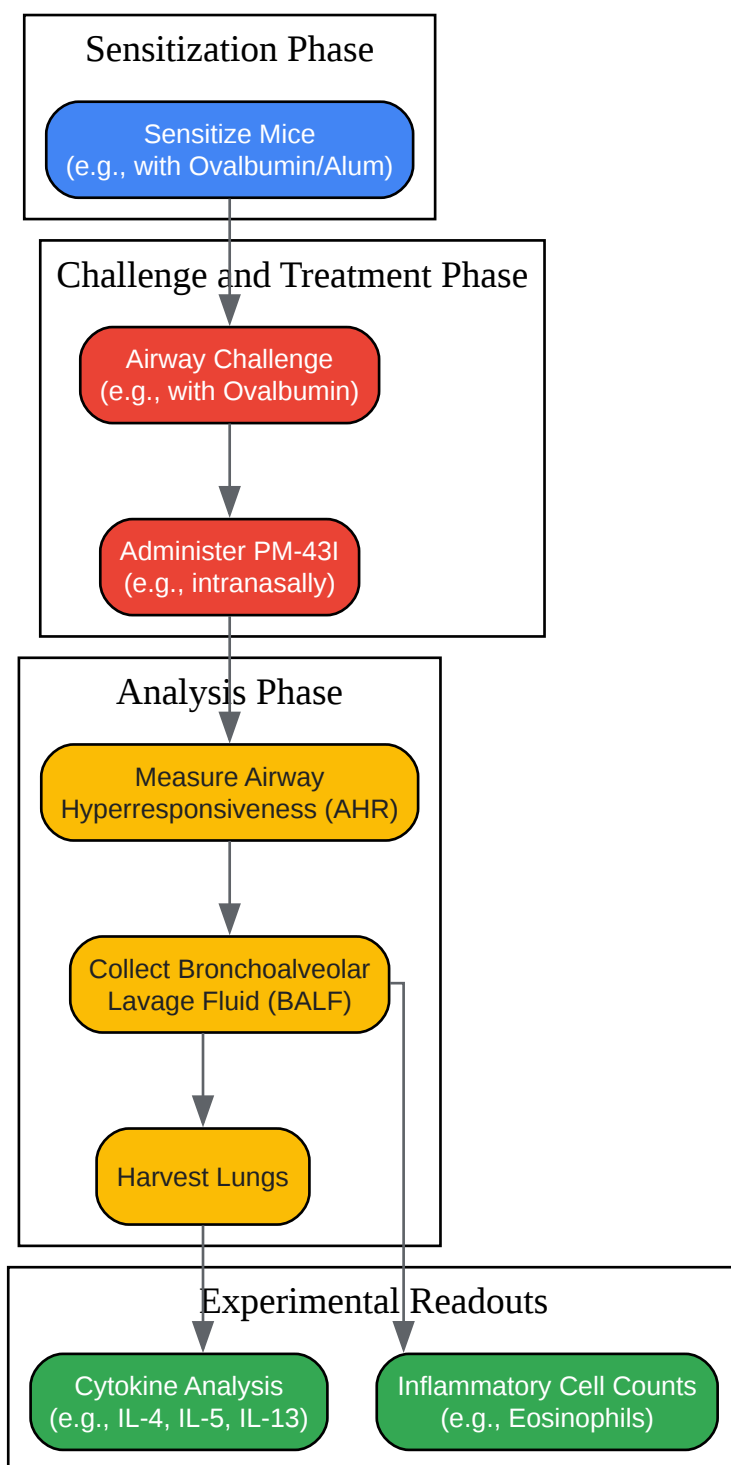 Sensitization Phase
Sensitize Mice
(e.g., with Ovalbumin/Alum)
Challenge and Treatment Phase
Airway Challenge
(e.g., with Ovalbumin)
Administer PM-43I
(e.g., intranasally)
Analysis Phase
Measure Airway
Hyperresponsiveness (AHR)
Collect Bronchoalveolar
Lavage Fluid (BALF)
Harvest Lungs
Experimental Readouts
Cytokine Analysis
(e.g., IL-4, IL-5, IL-13)
Inflammatory Cell Counts
(e.g., Eosinophils)